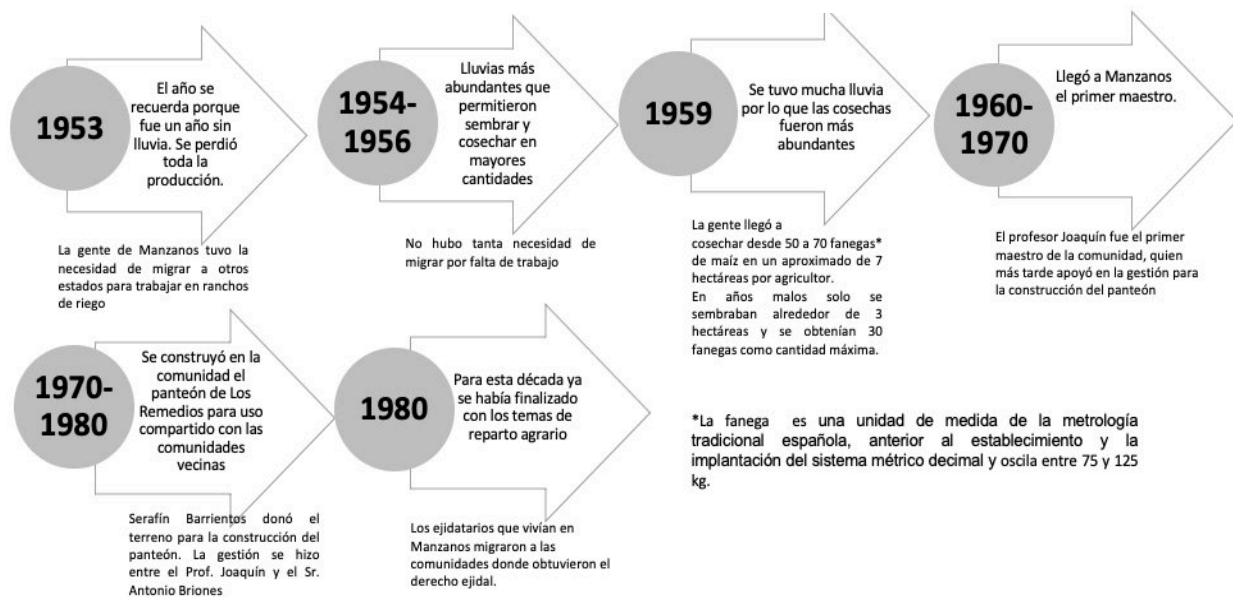 1953
El año se
recuerda porque
fue un año sin
lluvia. Se perdió
toda la
producción.
La gente de Manzanos tuvo la
necesidad de migrar a otros
estados para trabajar en ranchos
de riego
1954-
1956
Lluvias más
abundantes que
permitieron
sembrar y
cosechar en
mayores
cantidades
No hubo tanta necesidad de
migrar por falta de trabajo
1959
Se tuvo mucha lluvia
por lo que las cosechas
fueron más
abundantes
La gente llegó a
cosechar desde 50 a 70 fanegas*
de maíz en un aproximado de 7
hectáreas por agricultor.
En años malos solo se
sembraban alrededor de 3
hectáreas y se obtenían 30
fanegas como cantidad máxima.
1960-
1970
Llegó a Manzanos
el primer maestro.
El profesor Joaquín fue el primer
maestro de la comunidad, quien
más tarde apoyó en la gestión para
la construcción del panteón
1970-
1980
Se construyó en la
comunidad el
panteón de Los
Remedios para uso
compartido con las
comunidades
vecinas
Serafín Barrientos donó el
terreno para la construcción del
panteón. La gestión se hizo
entre el Prof. Joaquín y el Sr.
Antonio Briones
1980
Para esta década ya
se había finalizado
con los temas de
reparto agrario
Los ejidatarios que vivían en
Manzanos migraron a las
comunidades donde obtuvieron el
derecho ejidal.
*La fanega es una unidad de medida de la metrología
tradicional española, anterior al establecimiento y la
implantación del sistema métrico decimal y oscila entre 75 y 125
kg.